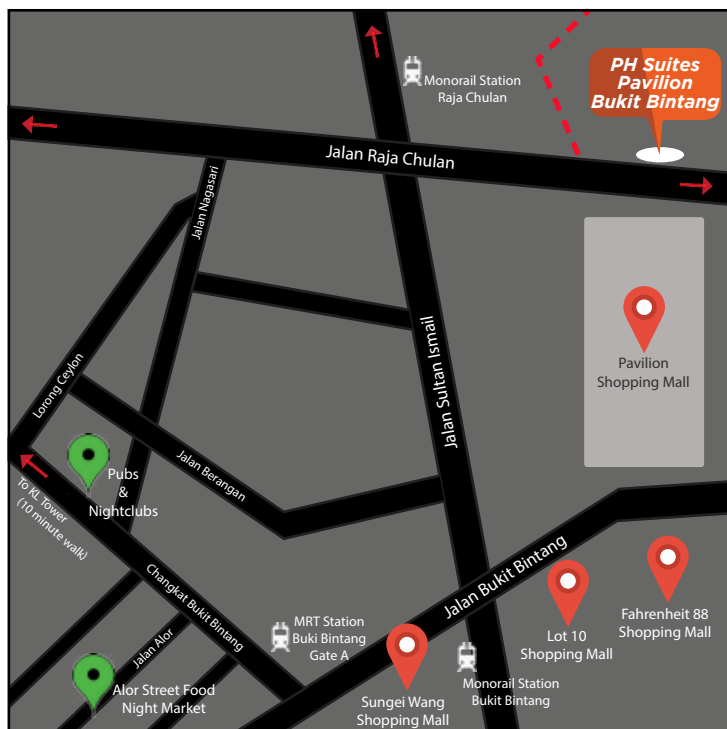 PH Suites
Pavilion
Bukit Bintang
Monorail Station
Raja Chulan
Jalan Raja Chulan
Jalan Nagasari
Jalan Sultan Ismail
Pavilion
Shopping Mall
Lorong Ceylon
Jalan Berangan
Pubs
&
Nightclubs
To KL Tower
(10 minute walk)
Changkat Bukit Bintang
Jalan Bukit Bintang
Fahrenheit 88
Shopping Mall
Lot 10
Shopping Mall
MRT Station
Buki Bintang
Gate A
Jalan Alor
Alor Street Food
Night Market
Sungei Wang
Shopping Mall
Monorail Station
Bukit Bintang